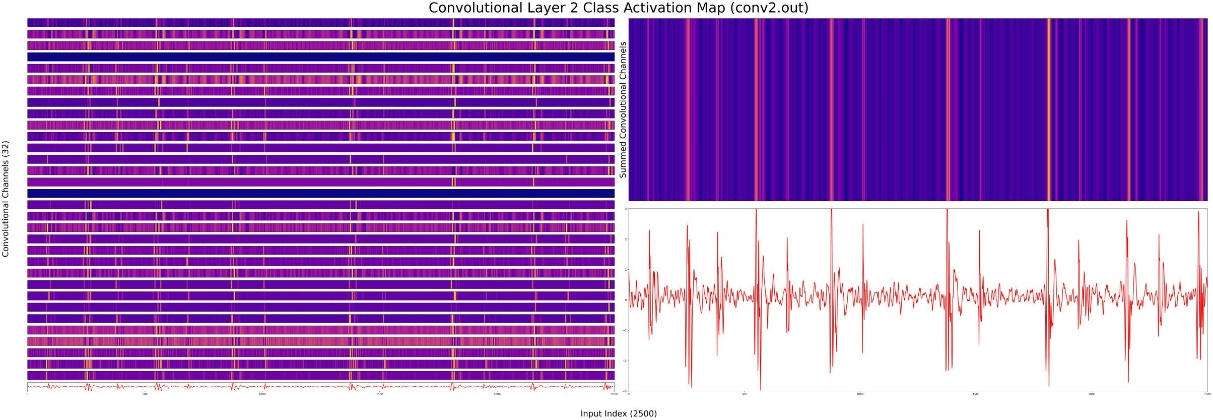 Convolutional Layer 2 Class Activation Map (conv2.out)
Convolutional Channels (32)
Summed Convolutional Channels
Input Index (2500)